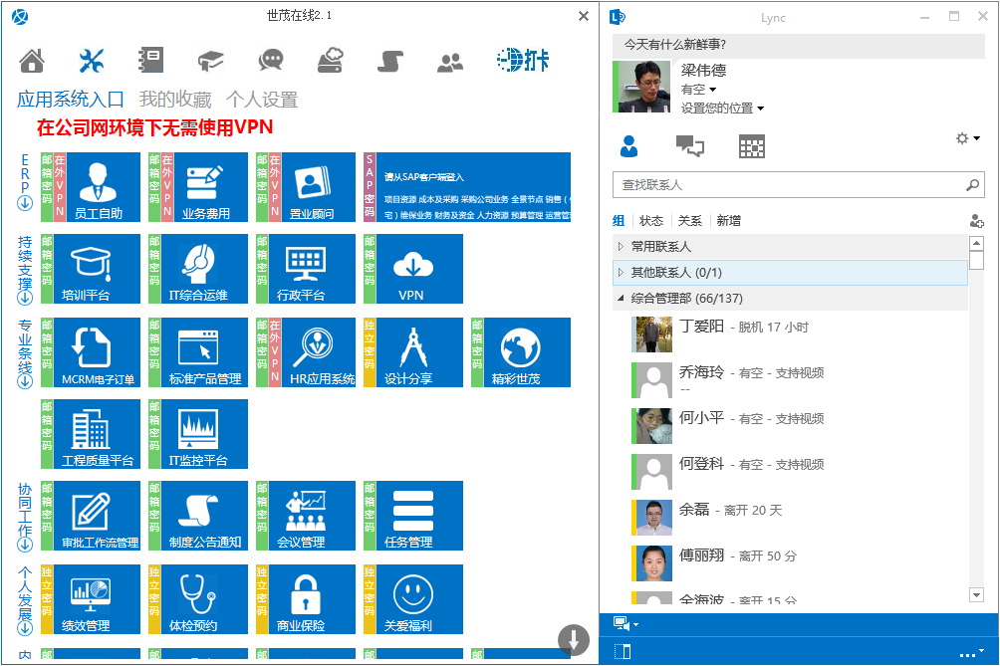 世茂在线2.1
打卡
应用系统入口 我的收藏 个人设置
在公司网环境下无需使用VPN
ERP
邮箱密码 在外VPN 员工自助
邮箱密码 在外VPN 业务费用
邮箱密码 在外VPN 置业顾问
SAP密码 请从SAP客户端登入
项目资源 成本及采购 采购公司业务 全景节点 销售（
宅）维保业务 财务及资金 人力资源 预算管理 运营管
持续支撑
邮箱密码 培训平台
邮箱密码 IT综合运维
邮箱密码 行政平台
邮箱密码 VPN
专业条线
邮箱密码 MCRM电子订单
邮箱密码 标准产品管理
邮箱密码 在外VPN HR应用系统
独立密码 设计分享
邮箱密码 精彩世茂
邮箱密码 工程质量平台
邮箱密码 IT监控平台
协同工作
邮箱密码 审批工作流管理
邮箱密码 制度公告通知
邮箱密码 会议管理
邮箱密码 任务管理
个人发展
独立密码 绩效管理
独立密码 体检预约
独立密码 商业保险
独立密码 关爱福利
内
Lync
今天有什么新鲜事?
梁伟德
有空
设置您的位置
查找联系人
组 状态 关系 新增
常用联系人
其他联系人 (0/1)
综合管理部 (66/137)
丁爱阳 - 脱机 17 小时
乔海玲 - 有空 - 支持视频
--
何小平 - 有空 - 支持视频
何登科 - 有空 - 支持视频
余磊 - 离开 20 天
傅丽翔 - 离开 50 分
余海波 - 离开 15 分